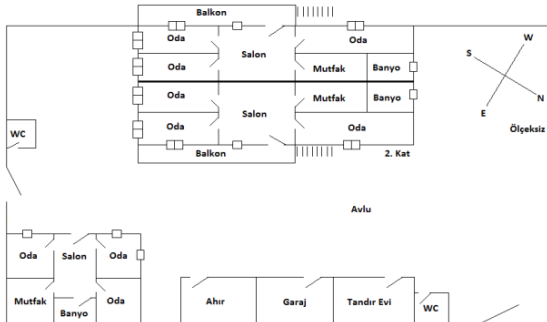 Balkon
Oda
Oda
W
Salon
S
Oda
Mutfak
Banyo
Oda
Mutfak
Banyo
N
Salon
E
Oda
Oda
Ölçeksiz
WC
Balkon
2. Kat
Avlu
Oda
Salon
Oda
Mutfak
Oda
Banyo
Ahır
Garaj
Tandır Evi
WC